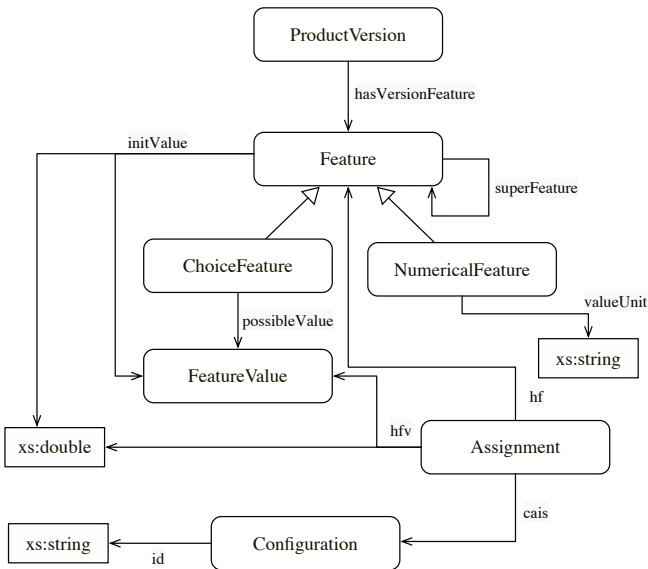 ProductVersion
hasVersionFeature
initValue
Feature
superFeature
ChoiceFeature
NumericalFeature
valueUnit
possibleValue
xs:string
FeatureValue
hf
hfv
xs:double
Assignment
cais
xs:string
Configuration
id